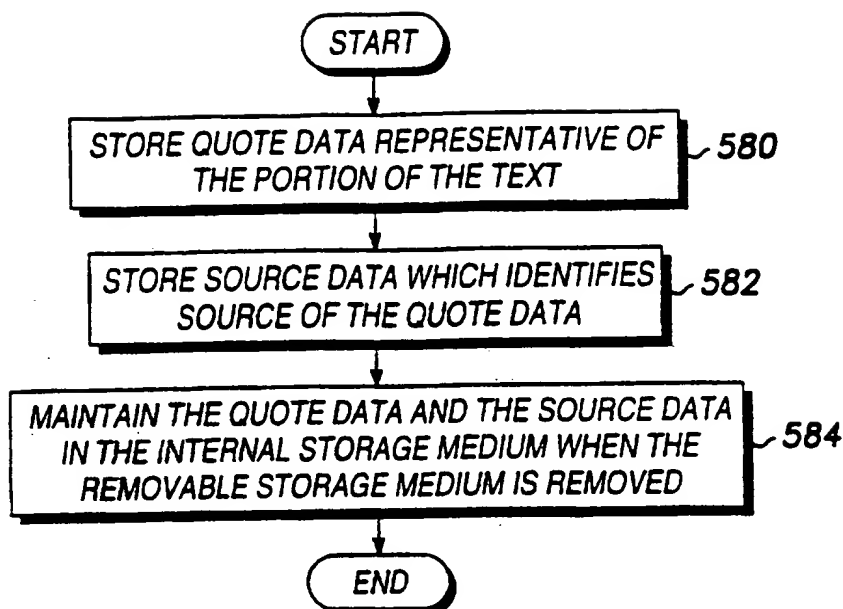 START
STORE QUOTE DATA REPRESENTATIVE OF
THE PORTION OF THE TEXT
580
STORE SOURCE DATA WHICH IDENTIFIES
SOURCE OF THE QUOTE DATA
582
MAINTAIN THE QUOTE DATA AND THE SOURCE DATA
IN THE INTERNAL STORAGE MEDIUM WHEN THE
REMOVABLE STORAGE MEDIUM IS REMOVED
584
END